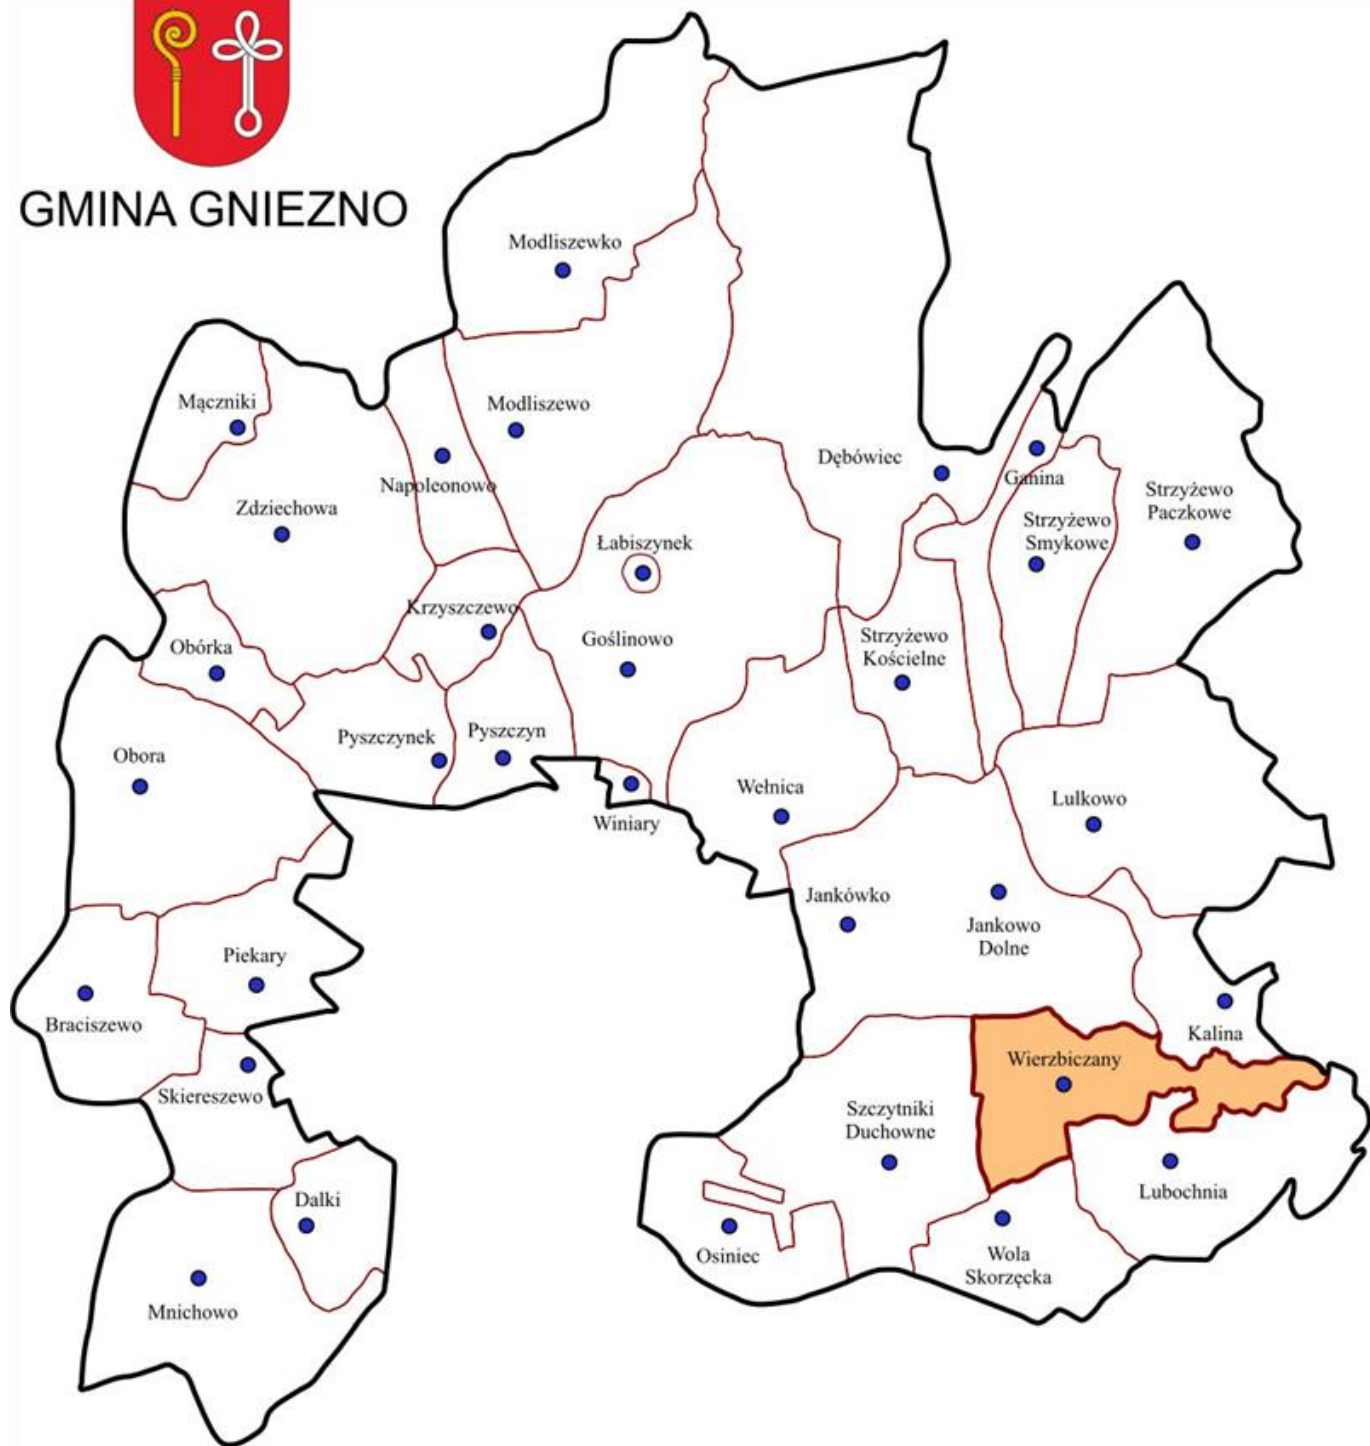 GMINA GNIEZNO
Modliszewko
Mączniki
Modliszewo
Dębówiec
Napoleonowo
Ganina
Strzyżewo
Paczkowe
Zdziechowa
Strzyżewo
Smykowe
Łabiszynek
Krzyszczewo
Obórka
Goślinowo
Strzyżewo
Kościelne
Pyszczynek
Pyszczyn
Obora
Wełnica
Lulkowo
Winiary
Jankówko
Jankowo
Dolne
Piekary
Braciszewo
Kalina
Wierzbiczany
Skiereszewo
Szczytniki
Duchowne
Dalki
Lubochnia
Osiniec
Wola
Skorzęcka
Mnichowo